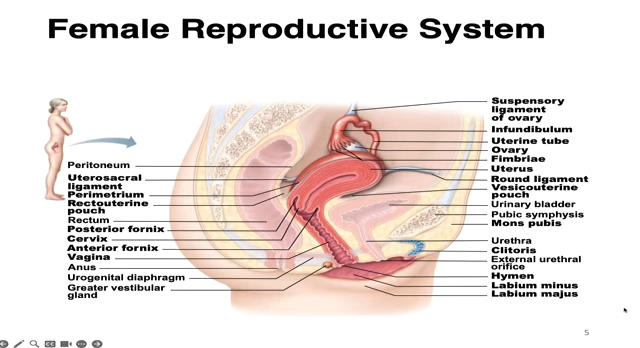 Female Reproductive System
Peritoneum
Uterosacral
ligament
Perimetrium
Rectouterine
pouch
Rectum
Posterior fornix
Cervix
Anterior fornix
Vagina
Anus
Urogenital diaphragm
Greater vestibular
gland
Suspensory
ligament
of ovary
Infundibulum
Uterine tube
Ovary
Fimbriae
Uterus
Round ligament
Vesicouterine
pouch
Urinary bladder
Pubic symphysis
Mons pubis
Urethra
Clitoris
External urethral
orifice
Hymen
Labium minus
Labium majus
5